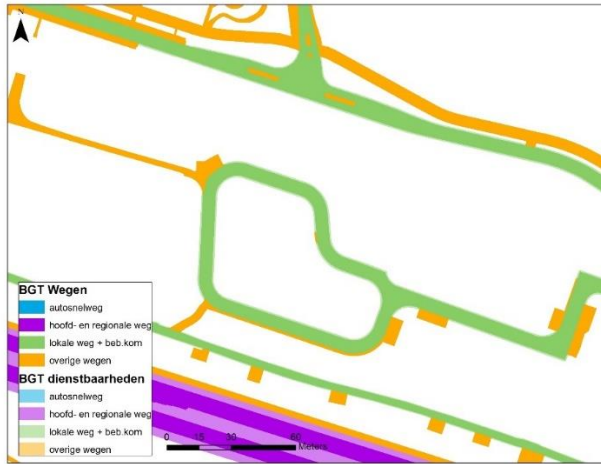 N
BGT Wegen
autosnelweg
hoofd- en regionale weg
lokale weg + beb.kom
overige wegen
BGT dienstbaarheden
autosnelweg
hoofd- en regionale weg
lokale weg + beb.kom
overige wegen
0 15 30 60
Meters